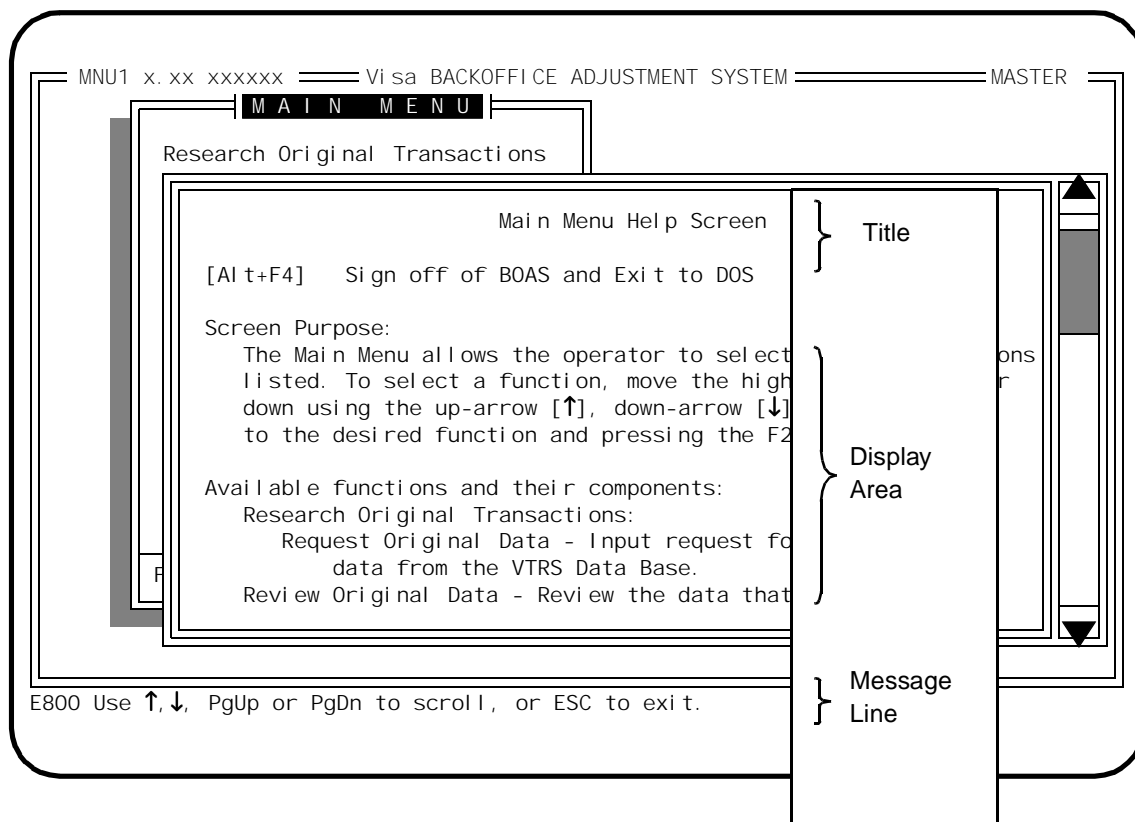 MNU1 x.xx xxxxxx Visa BACKOFFICE ADJUSTMENT SYSTEM MASTER
MAIN MENU
Research Original Transactions
Main Menu Help Screen
Title
[Alt+F4] Sign off of BOAS and Exit to DOS
Screen Purpose:
The Main Menu allows the operator to select ons
listed. To select a function, move the high r
down using the up-arrow [↑], down-arrow [↓]
to the desired function and pressing the F2
Display
Area
Available functions and their components:
Research Original Transactions:
Request Original Data - Input request fo
data from the VTRS Data Base.
F
Review Original Data - Review the data that
Message
Line
E800 Use ↑,↓, PgUp or PgDn to scroll, or ESC to exit.